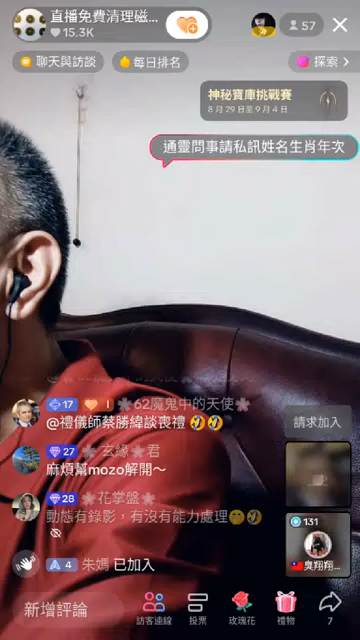 直播免費清理磁...
15.3K
57
聊天與訪談
每日排名
探索
神秘寶庫挑戰賽
8月29日至9月4日
通靈問事請私訊姓名生肖年次
17 I 62魔鬼中的天使
@禮儀師蔡勝緯談喪禮
請求加入
27 玄緣 君
麻煩幫mozo解開～
28 花掌盤
動態有錄影，有沒有能力處理
131
臭翔翔...
4 朱媽 已加入
新增評論
訪客連線
投票
玫瑰花
禮物
7